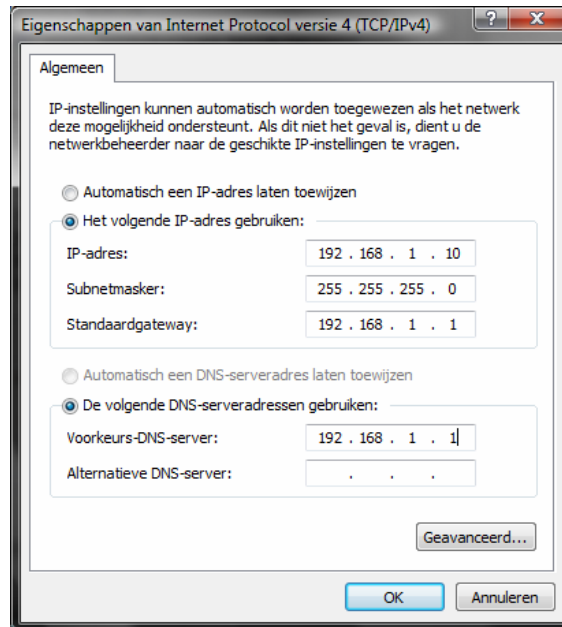 Eigenschappen van Internet Protocol versie 4 (TCP/IPv4)
Algemeen
IP-instellingen kunnen automatisch worden toegewezen als het netwerk
deze mogelijkheid ondersteunt. Als dit niet het geval is, dient u de
netwerkbeheerder naar de geschikte IP-instellingen te vragen.
Automatisch een IP-adres laten toewijzen
Het volgende IP-adres gebruiken:
IP-adres: 192 . 168 . 1 . 10
Subnetmasker: 255 . 255 . 255 . 0
Standaardgateway: 192 . 168 . 1 . 1
Automatisch een DNS-serveradres laten toewijzen
De volgende DNS-serveradressen gebruiken:
Voorkeurs-DNS-server: 192 . 168 . 1 . 1
Alternatieve DNS-server: . . .
Geavanceerd...
OK Annuleren